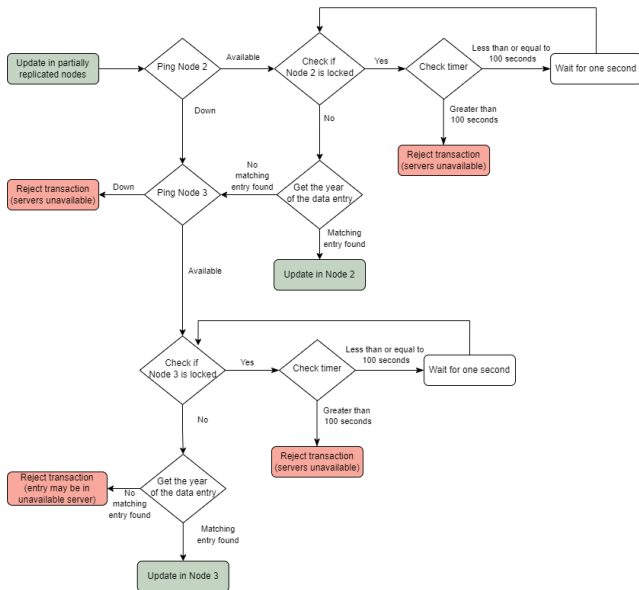 Update in partially
replicated nodes
Ping Node 2
Available
Check if
Node 2 is locked
Yes
Check timer
Less than or equal to
100 seconds
Wait for one second
Down
No
Greater than
100 seconds
Reject transaction
(servers unavailable)
Reject transaction
(servers unavailable)
Down
Ping Node 3
No
matching
entry found
Get the year
of the data entry
Matching
entry found
Update in Node 2
Available
Check if
Node 3 is locked
Yes
Check timer
Less than or equal to
100 seconds
Wait for one second
No
Greater than
100 seconds
Reject transaction
(servers unavailable)
Reject transaction
(entry may be in
unavailable server)
No
matching
entry found
Get the year
of the data entry
Matching
entry found
Update in Node 3